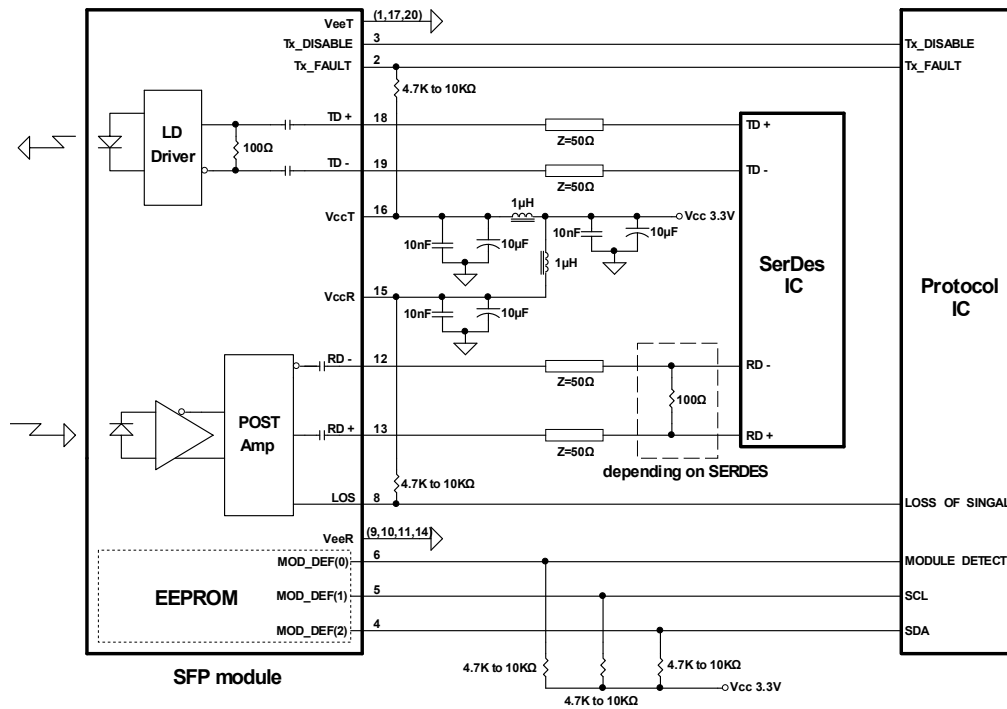 VeeT
(1,17,20)
Tx_DISABLE
3
Tx_DISABLE
Tx_FAULT
2
Tx_FAULT
4.7K to 10KΩ
LD
Driver
100Ω
TD +
18
Z=50Ω
TD +
TD -
19
Z=50Ω
TD -
VccT
16
1μH
Vcc 3.3V
10nF
10μF
10nF
10μF
1μH
SerDes
IC
Protocol
IC
VccR
15
10nF
10μF
RD -
12
Z=50Ω
RD -
POST
Amp
100Ω
RD +
13
Z=50Ω
RD +
depending on SERDES
4.7K to 10KΩ
LOS
8
LOSS OF SINGAL
VeeR
(9,10,11,14)
EEPROM
MOD_DEF(0)
6
MODULE DETECT
MOD_DEF(1)
5
SCL
MOD_DEF(2)
4
SDA
4.7K to 10KΩ
4.7K to 10KΩ
4.7K to 10KΩ
Vcc 3.3V
SFP module